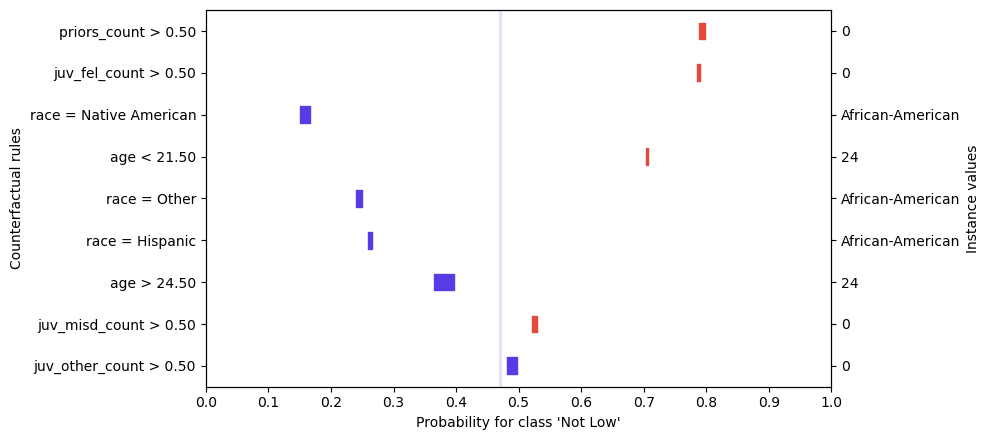 priors_count > 0.50 0
juv_fel_count > 0.50 0
race = Native American African-American
age < 21.50 24
race = Other African-American
race = Hispanic African-American
age > 24.50 24
juv_misd_count > 0.50 0
juv_other_count > 0.50 0
Counterfactual rules
Instance values
0.0 0.1 0.2 0.3 0.4 0.5 0.6 0.7 0.8 0.9 1.0
Probability for class 'Not Low'